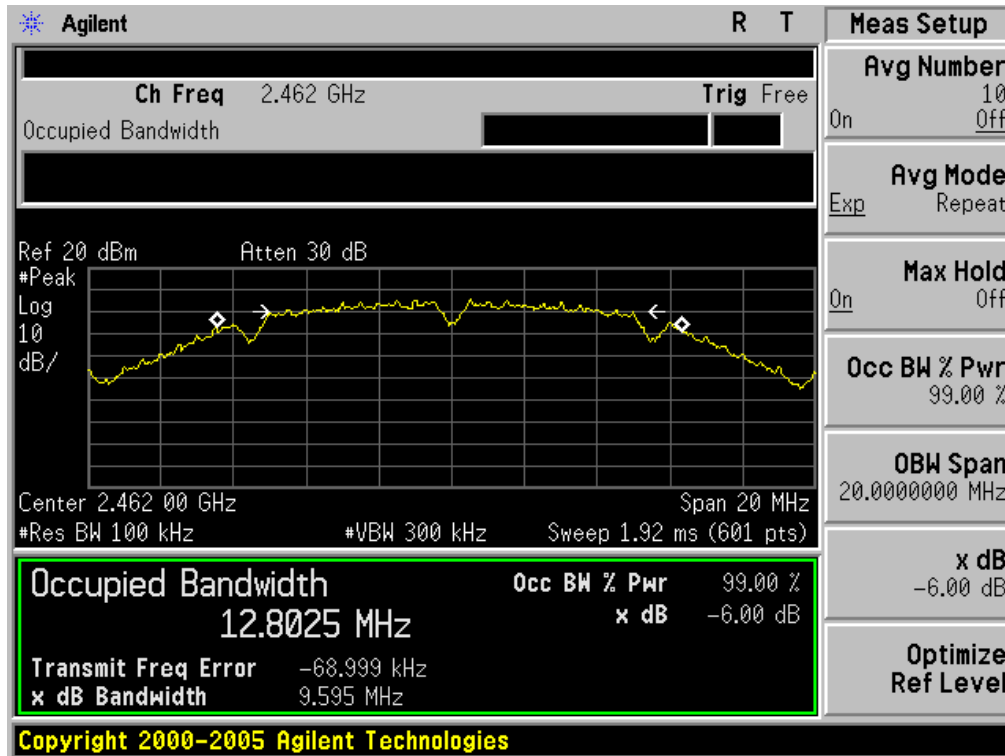 Agilent R T
Ch Freq 2.462 GHz Trig Free
Occupied Bandwidth
Ref 20 dBm Atten 30 dB
#Peak
Log
10
dB/
Center 2.462 00 GHz Span 20 MHz
#Res BW 100 kHz #VBW 300 kHz Sweep 1.92 ms (601 pts)
Occupied Bandwidth Occ BW % Pwr 99.00 %
12.8025 MHz x dB -6.00 dB
Transmit Freq Error -68.999 kHz
x dB Bandwidth 9.595 MHz
Copyright 2000-2005 Agilent Technologies
Meas Setup
Avg Number
10
On Off
Avg Mode
Exp Repeat
Max Hold
On Off
Occ BW % Pwr
99.00 %
OBW Span
20.0000000 MHz
x dB
-6.00 dB
Optimize
Ref Level